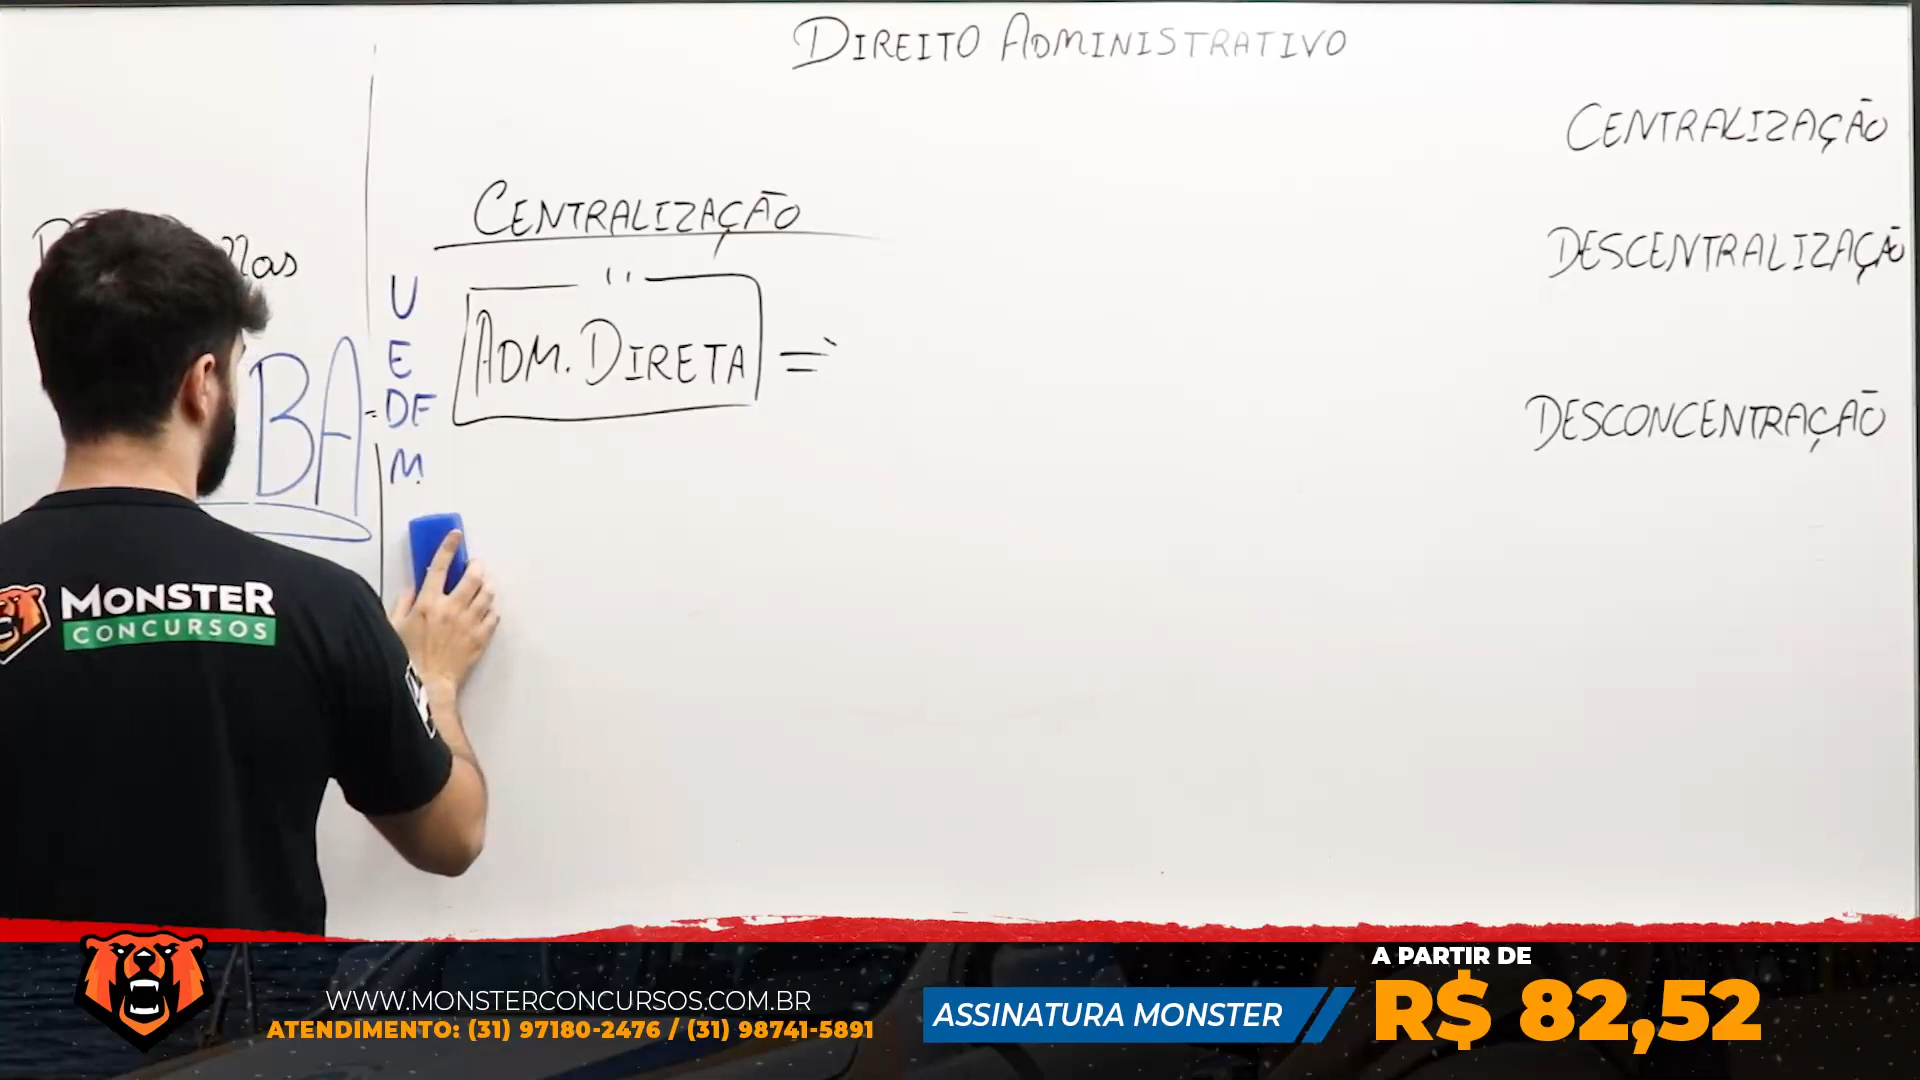 DIREITO ADMINISTRATIVO
CENTRALIZAÇÃO
DESCENTRALIZAÇÃO
DESCONCENTRAÇÃO
CENTRALIZAÇÃO
ADM. DIRETA =>
U
E
DF
M
BA
MONSTER
CONCURSOS
WWW.MONSTERCONCURSOS.COM.BR
ATENDIMENTO: (31) 97180-2476 / (31) 98741-5891
ASSINATURA MONSTER
A PARTIR DE
R$ 82,52